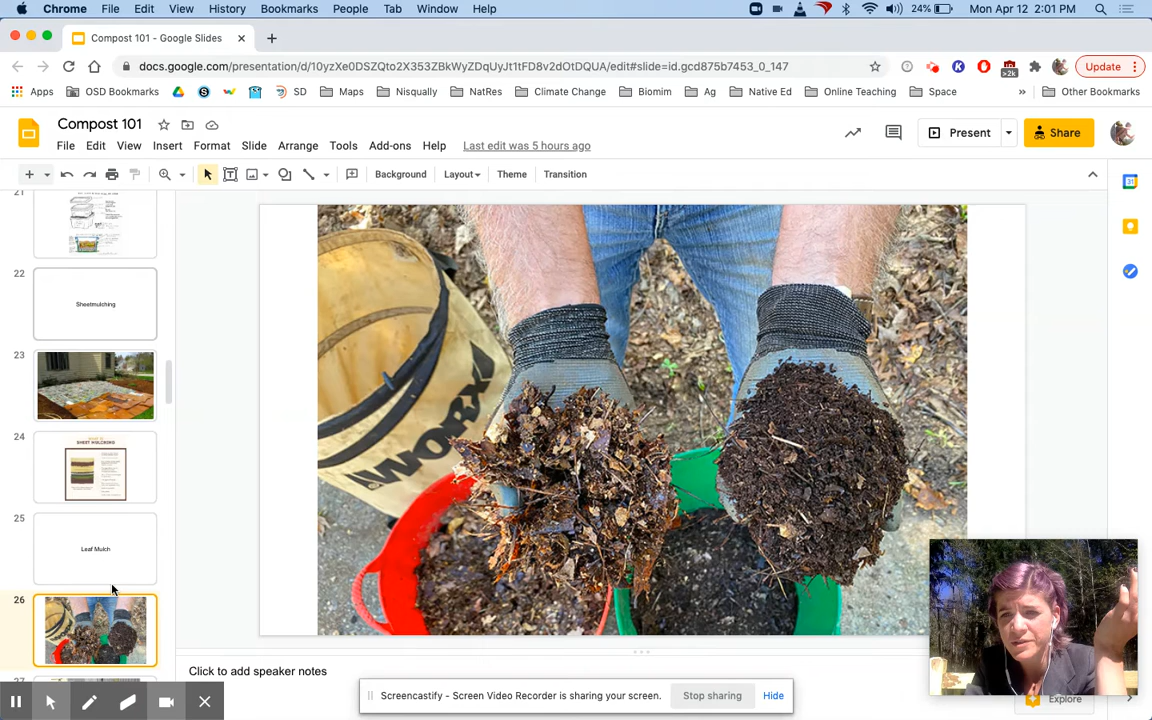 Chrome File Edit View History Bookmarks People Tab Window Help 24% Mon Apr 12 2:01 PM
Compost 101 - Google Slides
docs.google.com/presentation/d/10yzXe0DSZQto2X353ZBkWyZDqUyJt1tFD8v2dOtDQUA/edit#slide=id.gcd875b7453_0_147 >2k Update
Apps OSD Bookmarks SD Maps Nisqually NatRes Climate Change Biomim Ag Native Ed Online Teaching Space » Other Bookmarks
Compost 101
File Edit View Insert Format Slide Arrange Tools Add-ons Help Last edit was 5 hours ago
Present Share
Background Layout Theme Transition
21
22
Sheetmulching
23
24
SHEET MULCHING
25
Leaf Mulch
26
27
WORX
Click to add speaker notes
Screencastify - Screen Video Recorder is sharing your screen. Stop sharing Hide
Explore